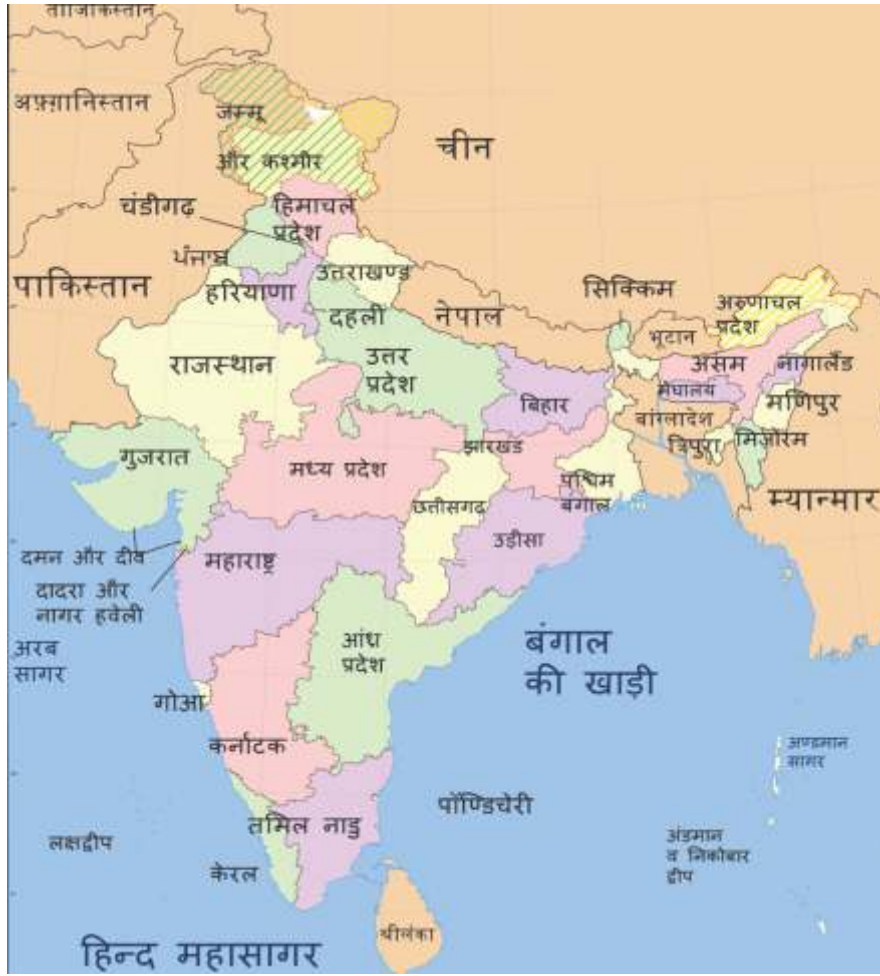 ताजिकिस्तान
अफ़्ग़ानिस्तान
जम्मू
और कश्मीर
चीन
चंडीगढ़
हिमाचल
प्रदेश
ਪੰਜਾਬ
पाकिस्तान
हरियाणा
उत्तराखण्ड
दहली
नेपाल
सिक्किम
अरुणाचल
प्रदेश
भूटान
राजस्थान
उत्तर
प्रदेश
असम
नागालैंड
मेघालय
बिहार
मणिपुर
बांग्लादेश
गुजरात
मध्य प्रदेश
झारखंड
त्रिपुरा
मिज़ोरम
छत्तीसगढ़
पश्चिम
बंगाल
म्यान्मार
उड़ीसा
दमन और दीव
महाराष्ट्र
दादरा और
नागर हवेली
आंध्र
प्रदेश
बंगाल
की खाड़ी
अरब
सागर
गोआ
कर्नाटक
अण्डमान
सागर
पॉण्डिचेरी
तमिल नाडु
लक्षद्वीप
केरल
अंडमान
व निकोबार
द्वीप
श्रीलंका
हिन्द महासागर